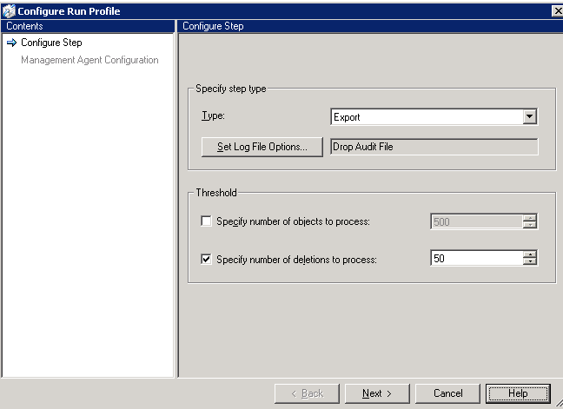 Configure Run Profile
Contents
Configure Step
Configure Step
Management Agent Configuration
Specify step type
Type:
Export
Set Log File Options...
Drop Audit File
Threshold
Specify number of objects to process:
500
Specify number of deletions to process:
50
< Back
Next >
Cancel
Help